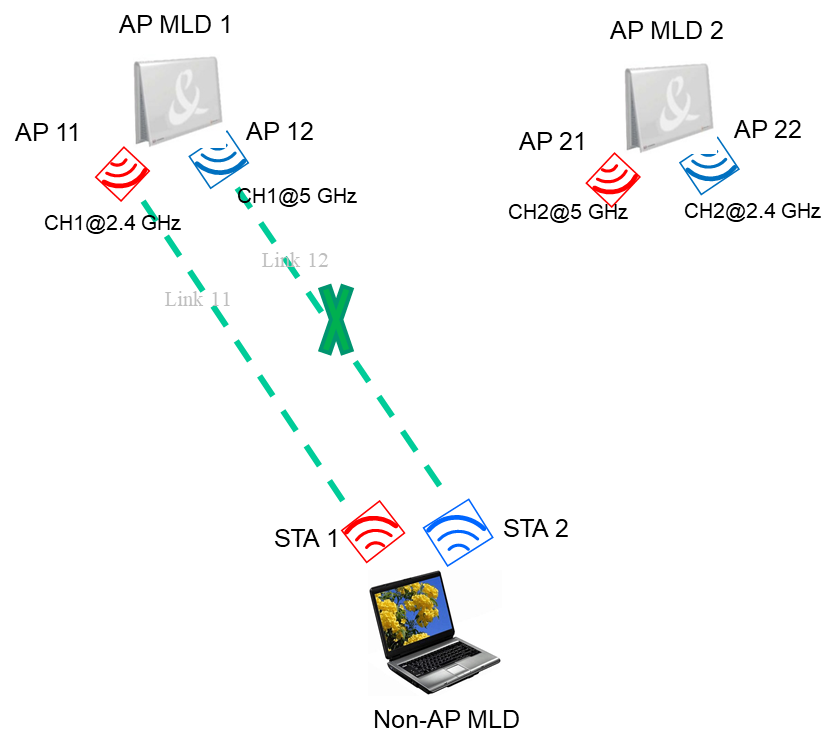 AP MLD 1
AP MLD 2
&
&
AP 11
AP 12
AP 21
AP 22
CH1@2.4 GHz
CH1@5 GHz
CH2@5 GHz
CH2@2.4 GHz
Link 12
Link 11
X
STA 1
STA 2
Non-AP MLD